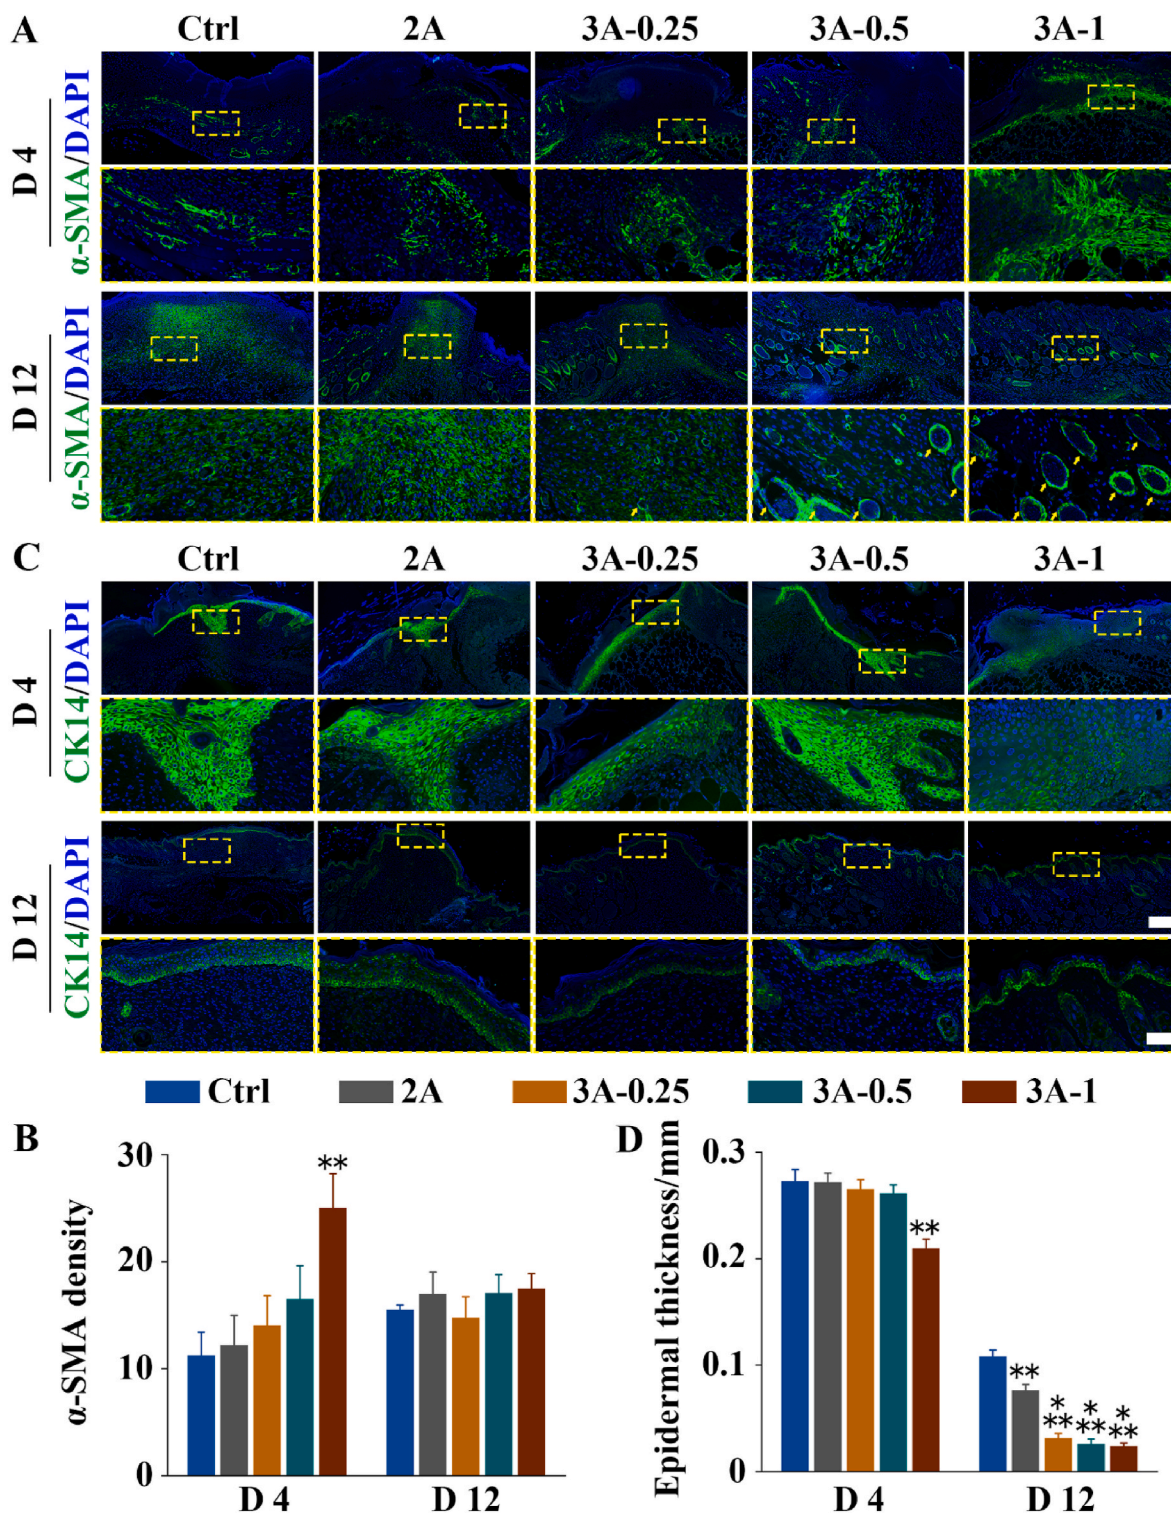 A
Ctrl 2A 3A-0.25 3A-0.5 3A-1
D 4
α-SMA/DAPI
D 12
α-SMA/DAPI
C
Ctrl 2A 3A-0.25 3A-0.5 3A-1
D 4
CK14/DAPI
D 12
CK14/DAPI
Ctrl 2A 3A-0.25 3A-0.5 3A-1
B
α-SMA density
30
20
10
0
**
D 4 D 12
D
Epidermal thickness/mm
0.3
0.2
0.1
0
**
**
* * *
** ** **
D 4 D 12